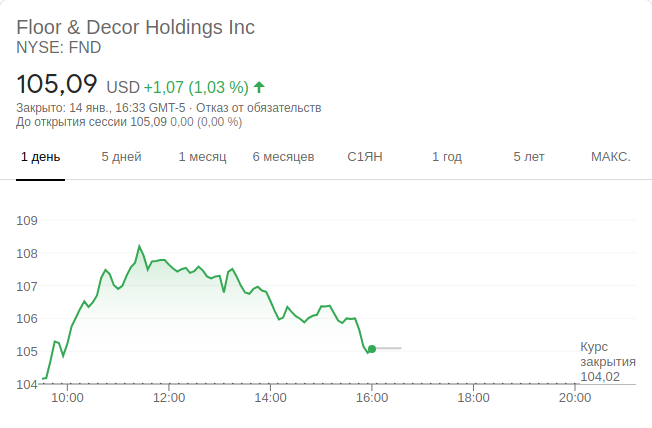 Floor & Decor Holdings Inc
NYSE: FND
105,09 USD +1,07 (1,03 %)
Закрыто: 14 янв., 16:33 GMT-5 · Отказ от обязательств
До открытия сессии 105,09 0,00 (0,00 %)
1 день 5 дней 1 месяц 6 месяцев С1ЯН 1 год 5 лет МАКС.
109
108
107
106
105
104
Курс
закрытия
104,02
10:00 12:00 14:00 16:00 18:00 20:00